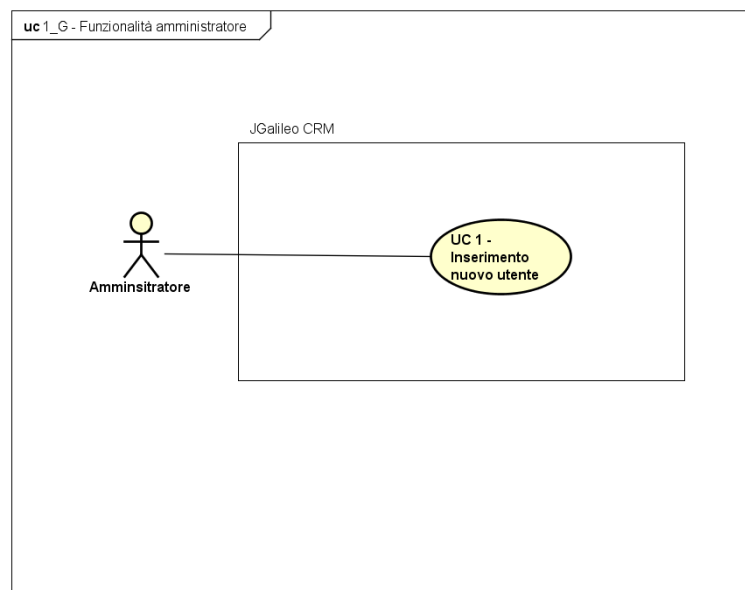 uc 1_G - Funzionalità amministratore
JGalileo CRM
UC 1 -
Inserimento
nuovo utente
Amminsitratore